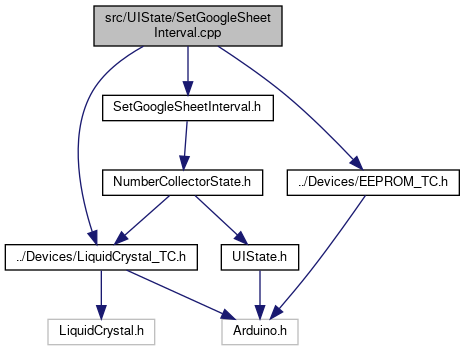 src/UIState/SetGoogleSheet
Interval.cpp
SetGoogleSheetInterval.h
NumberCollectorState.h
../Devices/EEPROM_TC.h
../Devices/LiquidCrystal_TC.h
UIState.h
LiquidCrystal.h
Arduino.h